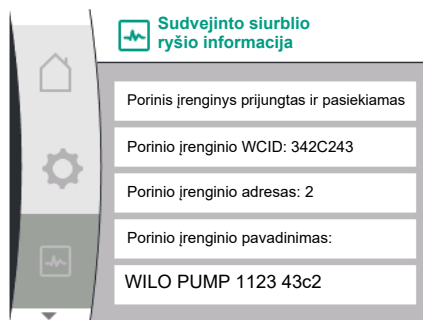 Sudvejinto siurblio
ryšio informacija
Porinis įrenginys prijungtas ir pasiekiamas
Porinio įrenginio WCID: 342C243
Porinio įrenginio adresas: 2
Porinio įrenginio pavadinimas:
WILO PUMP 1123 43c2